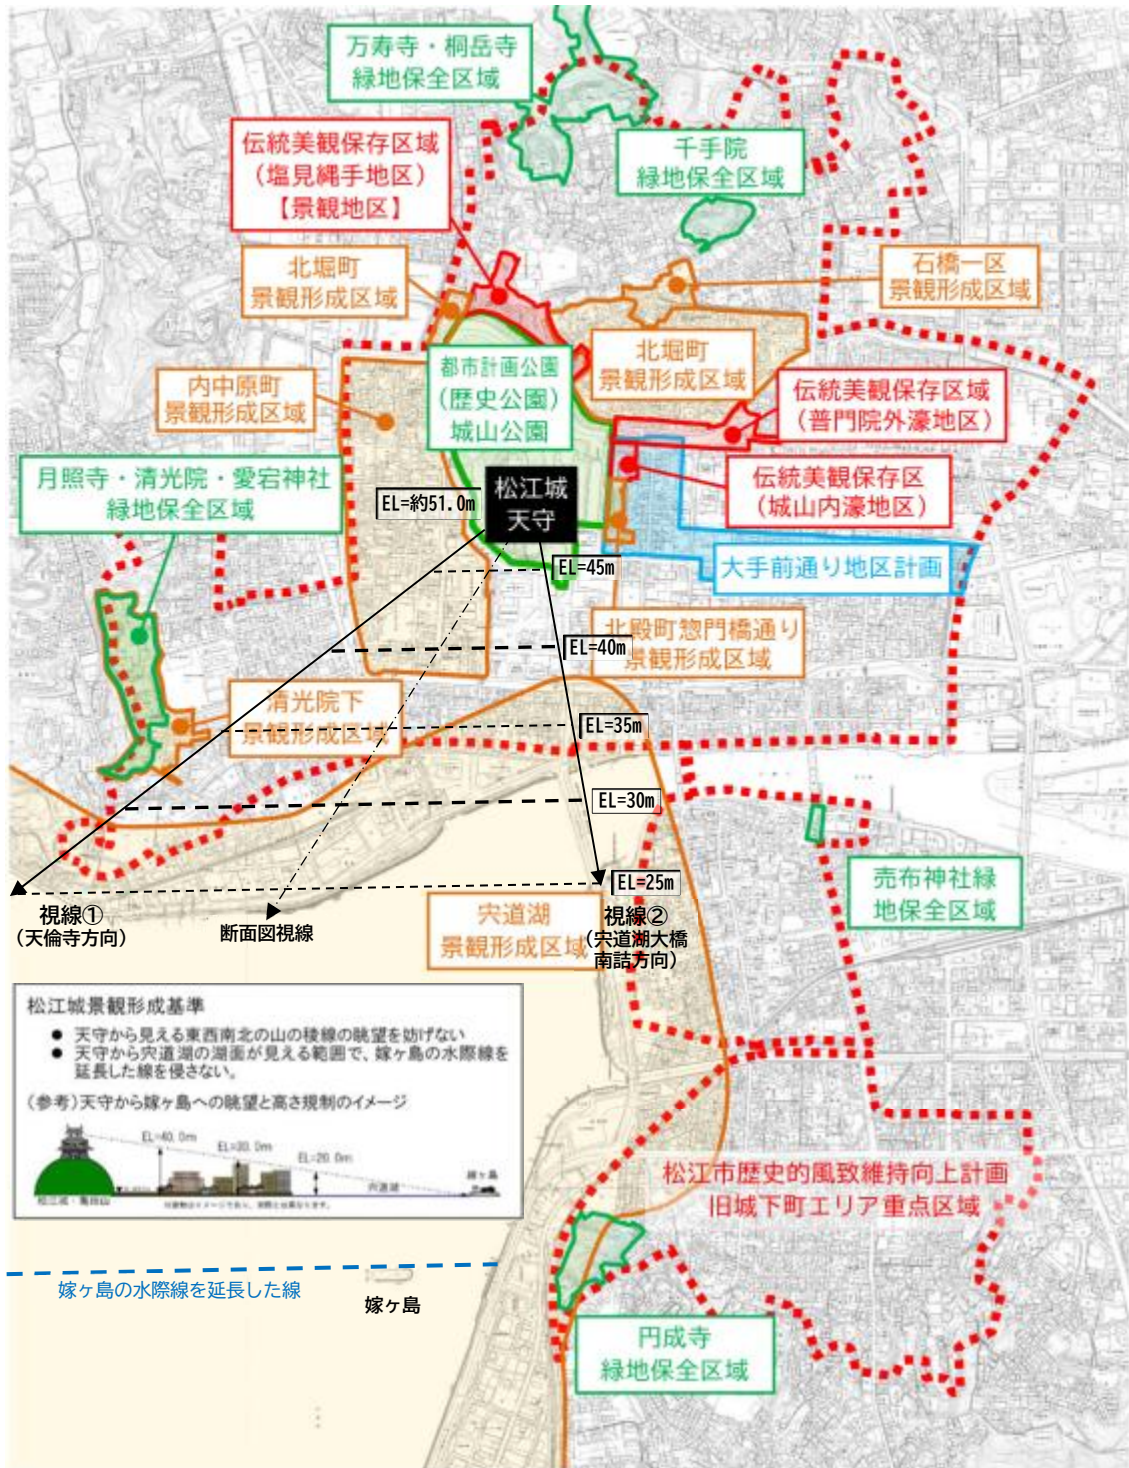 万寿寺・桐岳寺
緑地保全区域
伝統美観保存区域
（塩見縄手地区）
【景観地区】
千手院
緑地保全区域
北堀町
景観形成区域
石橋一区
景観形成区域
都市計画公園
（歴史公園）
城山公園
北堀町
景観形成区域
内中原町
景観形成区域
伝統美観保存区域
（普門院外濠地区）
月照寺・清光院・愛宕神社
緑地保全区域
伝統美観保存区
（城山内濠地区）
EL=約51.0m
松江城
天守
EL=45m
大手前通り地区計画
北殿町惣門橋通り
景観形成区域
EL=40m
清光院下
景観形成区域
EL=35m
EL=30m
EL=25m
売布神社緑
地保全区域
視線①
（天倫寺方向）
断面図視線
宍道湖
景観形成区域
視線②
（宍道湖大橋
南詰方向）
松江城景観形成基準
● 天守から見える東西南北の山の稜線の眺望を妨げない
● 天守から宍道湖の湖面が見える範囲で、嫁ヶ島の水際線を
延長した線を侵さない。
（参考）天守から嫁ヶ島への眺望と高さ規制のイメージ
EL=40.0m
EL=30.0m
EL=20.0m
嫁ヶ島
宍道湖
松江城・亀田山
松江市歴史的風致維持向上計画
旧城下町エリア重点区域
嫁ヶ島の水際線を延長した線
嫁ヶ島
円成寺
緑地保全区域